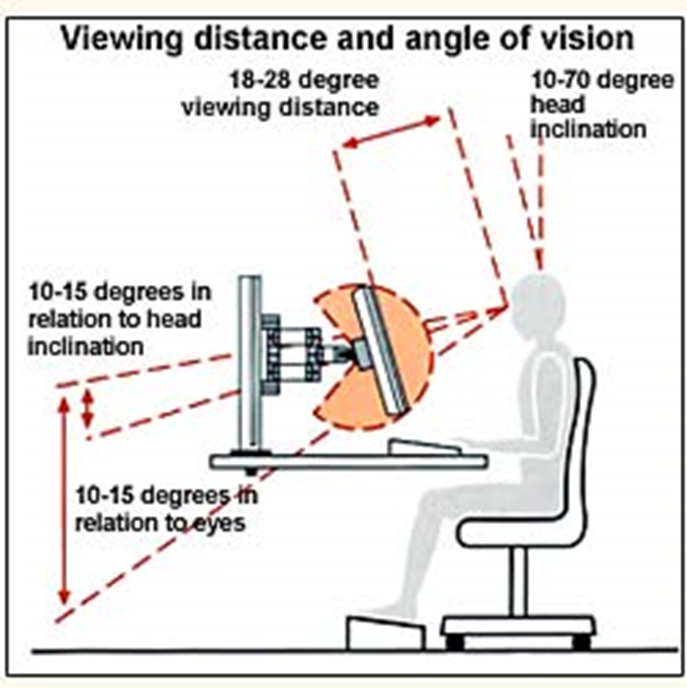 Viewing distance and angle of vision
18-28 degree
viewing distance
10-70 degree
head
inclination
10-15 degrees in
relation to head
inclination
10-15 degrees in
relation to eyes